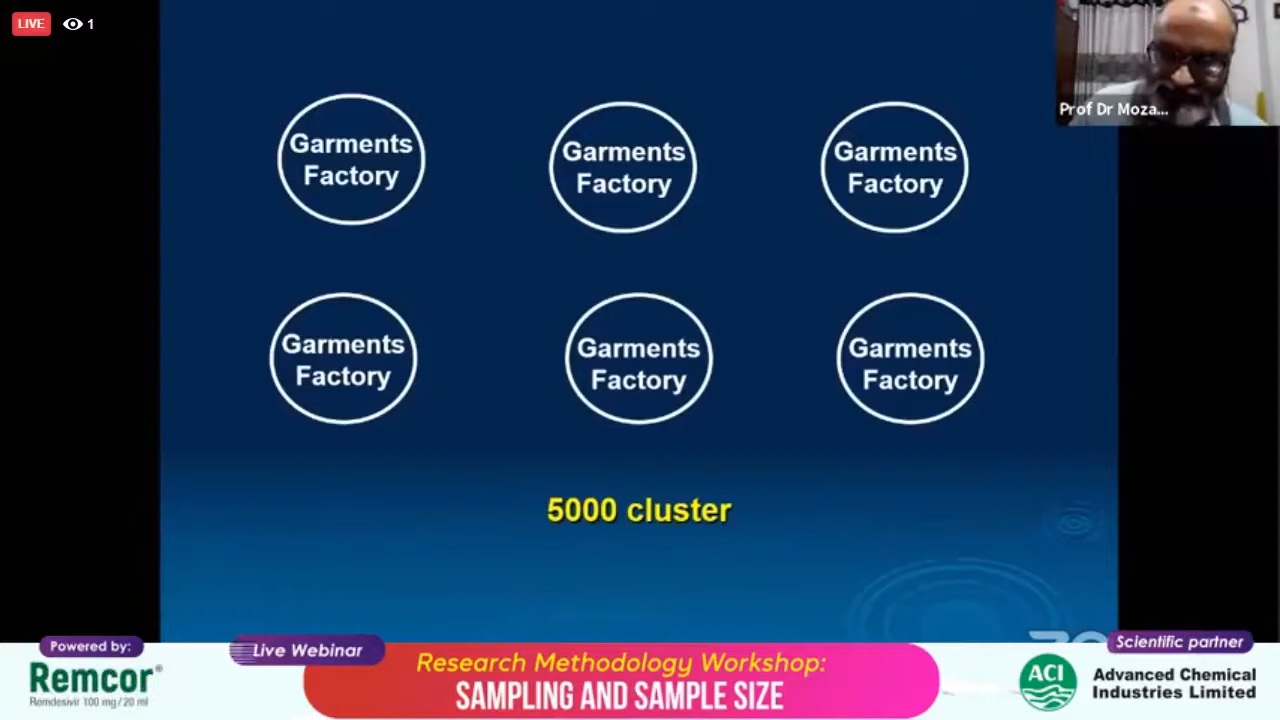 LIVE 1
Prof Dr Moza...
Garments
Factory
Garments
Factory
Garments
Factory
Garments
Factory
Garments
Factory
Garments
Factory
5000 cluster
Powered by:
Remcor®
Remdesivir 100 mg/20 ml
Live Webinar
Research Methodology Workshop:
SAMPLING AND SAMPLE SIZE
Scientific partner
ACI
Advanced Chemical
Industries Limited